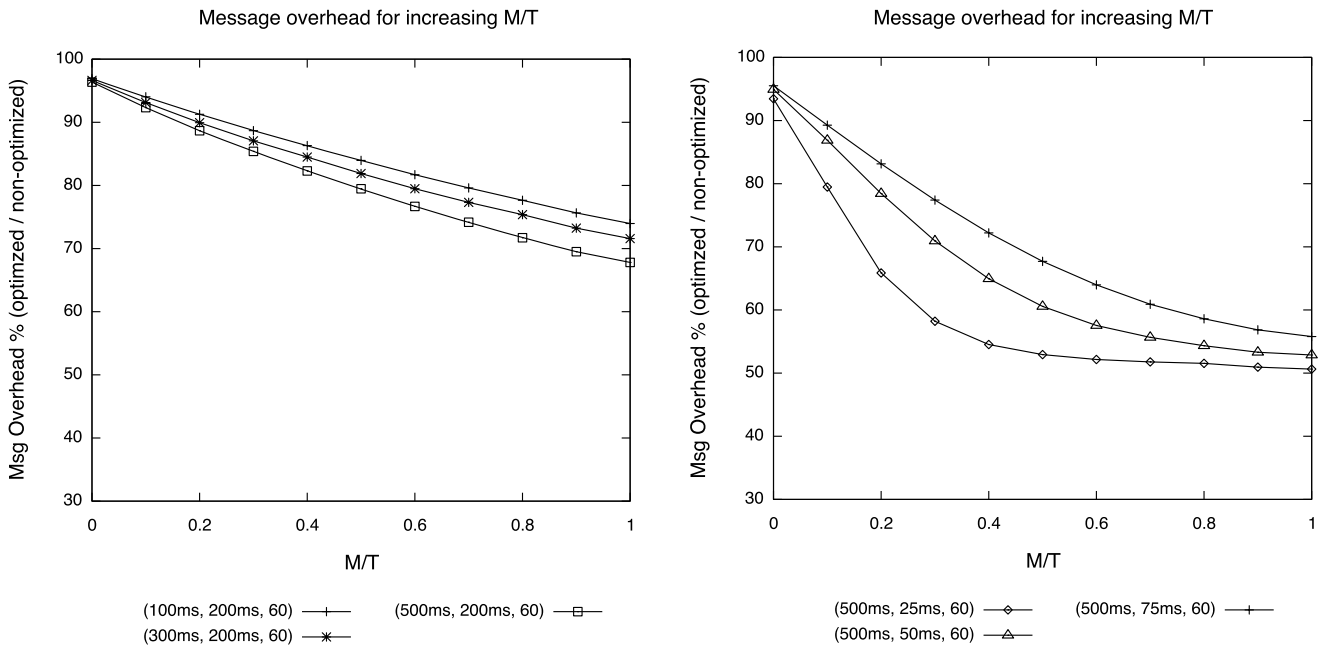 Message overhead for increasing M/T
100
90
80
70
60
50
40
30
Msg Overhead % (optimzed / non-optimized)
0 0.2 0.4 0.6 0.8 1
M/T
(100ms, 200ms, 60) (500ms, 200ms, 60)
(300ms, 200ms, 60)
Message overhead for increasing M/T
100
90
80
70
60
50
40
30
Msg Overhead % (optimized / non-optimized)
0 0.2 0.4 0.6 0.8 1
M/T
(500ms, 25ms, 60) (500ms, 75ms, 60)
(500ms, 50ms, 60)